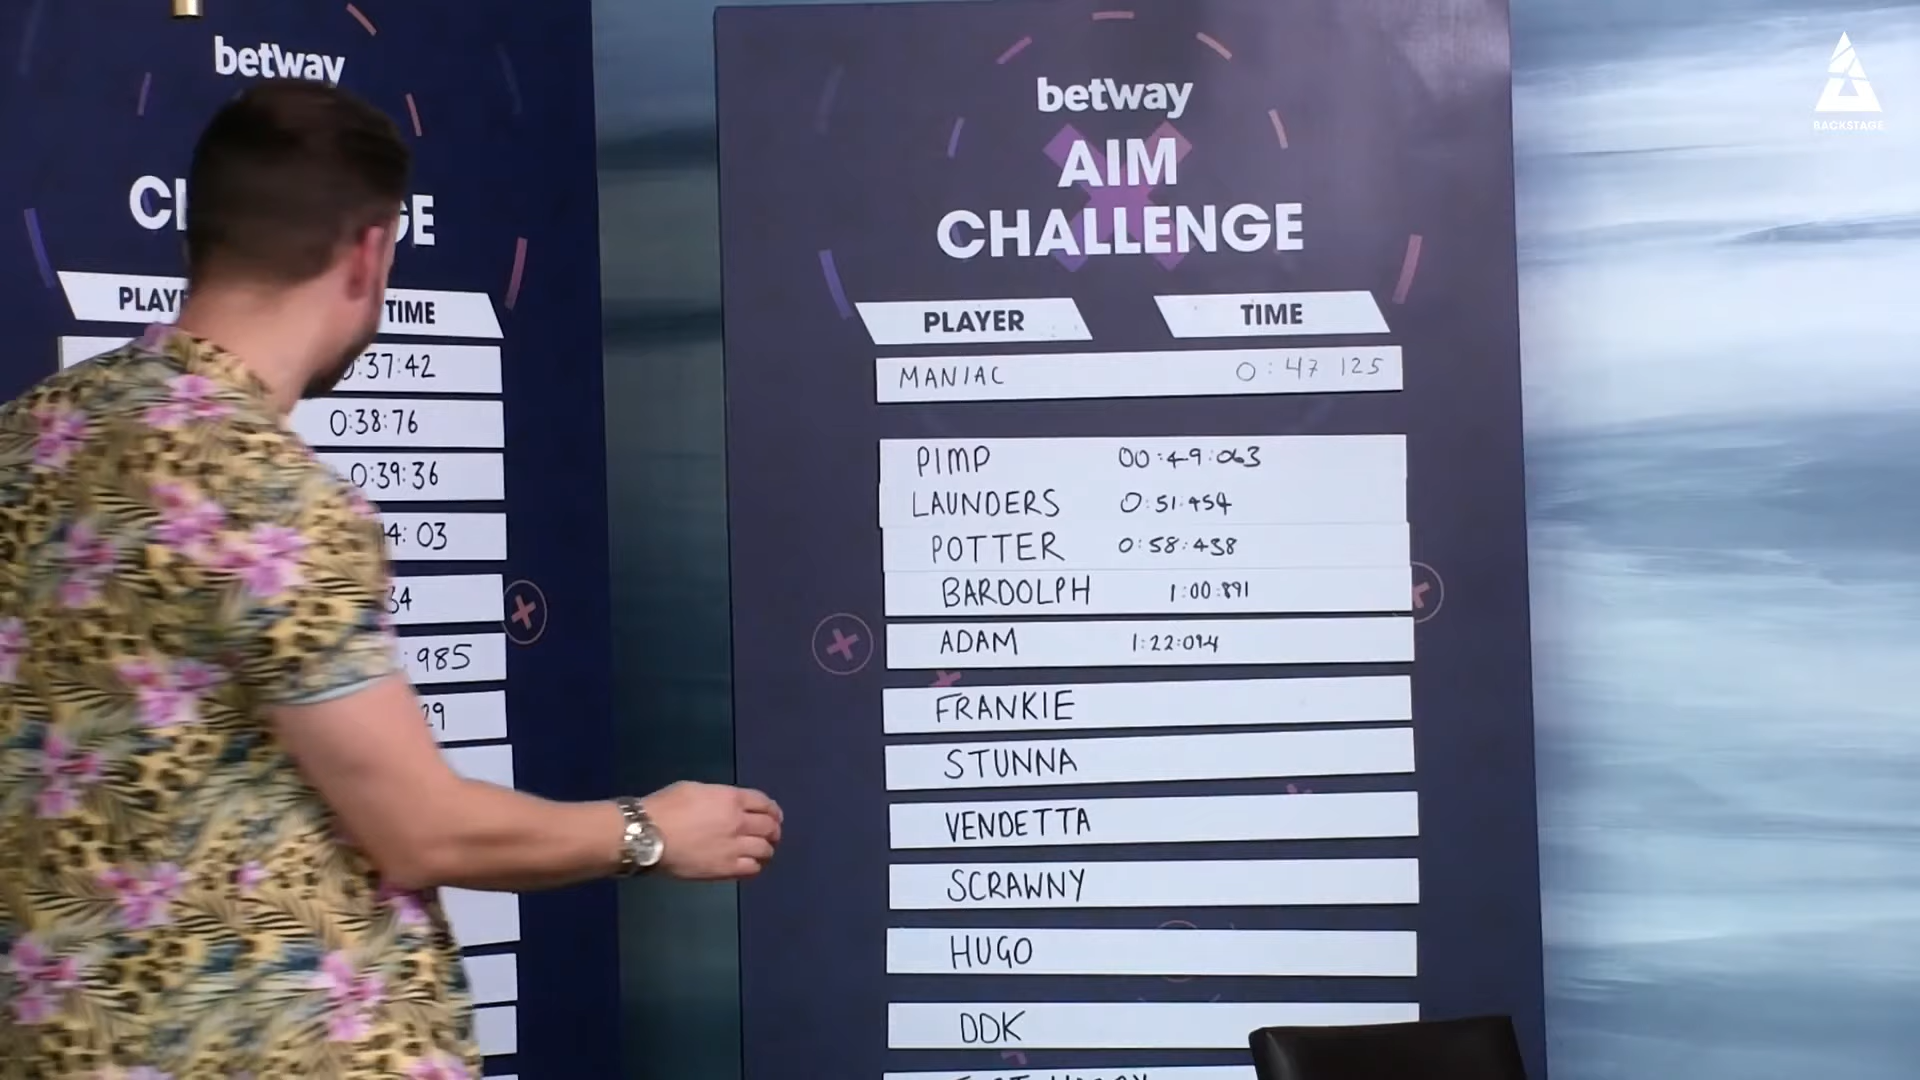 betway
TIME
:37:42
0:38:76
0:39:36
4:03
985
29
betway
AIM
CHALLENGE
PLAYER TIME
MANIAC 0:47 125
PIMP 00:49:063
LAUNDERS 0:51:454
POTTER 0:58:438
BARDOLPH 1:00:891
ADAM 1:22:094
FRANKIE
STUNNA
VENDETTA
SCRAWNY
HUGO
DDK
BACKSTAGE